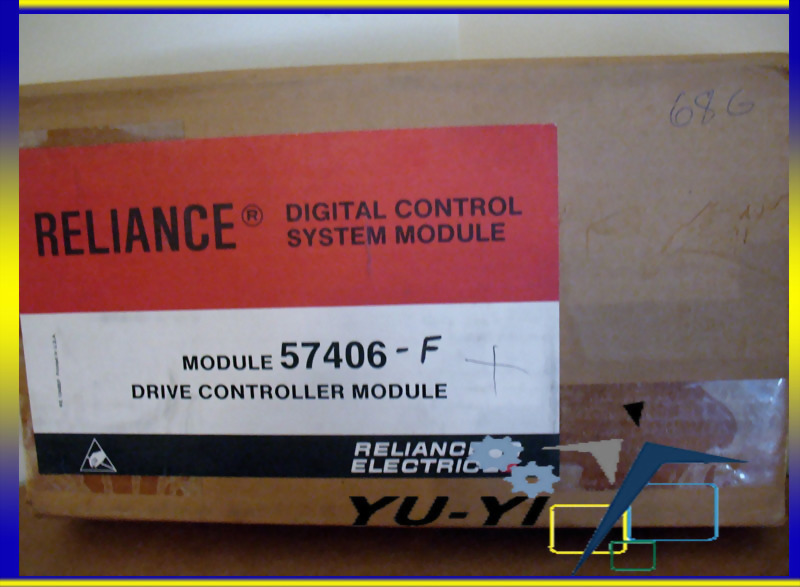 686
RELIANCE® DIGITAL CONTROL
SYSTEM MODULE
MODULE 57406-F
DRIVE CONTROLLER MODULE
RELIANCE
ELECTRIC
YU-YI